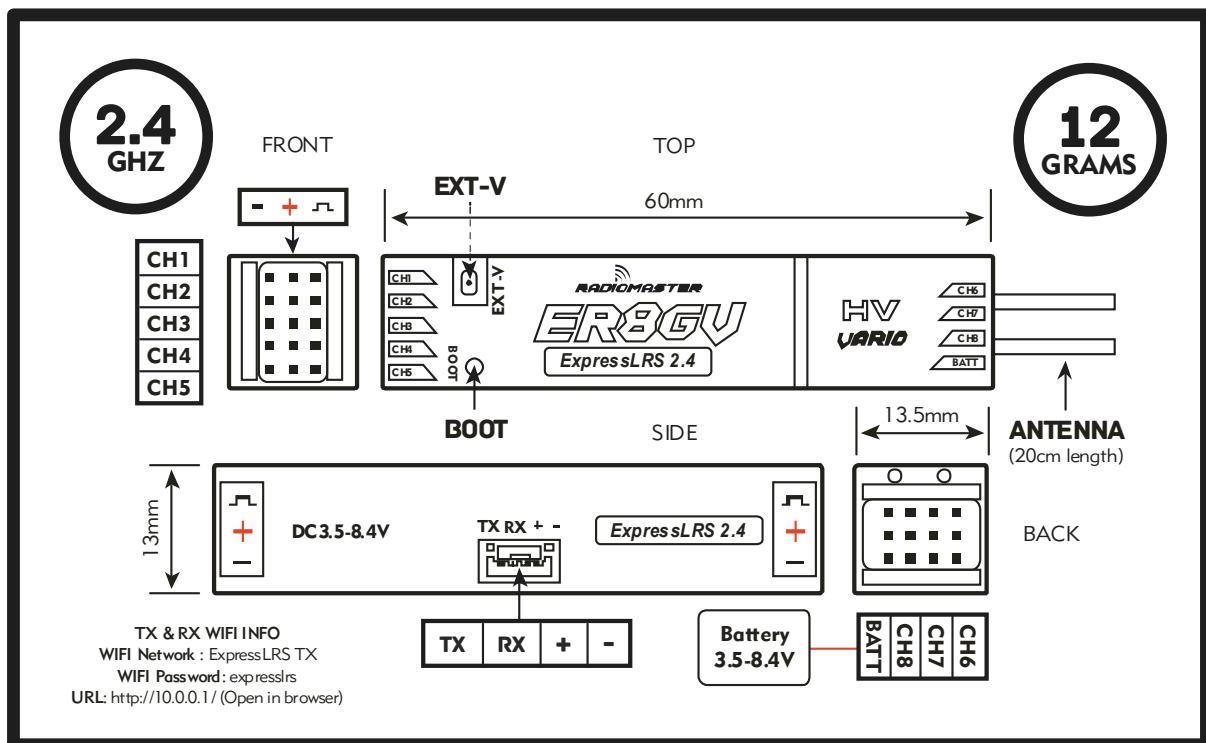 2.4
GHZ
FRONT
TOP
12
GRAMS
EXT-V
60mm
- +
CH1
CH2
CH3
CH4
CH5
CH1
CH2
CH3
CH4
CH5
EXT-V
BOOT
RADIOMASTER
ER8GV
ExpressLRS 2.4
HV
VARIO
CH6
CH7
CH8
BATT
BOOT
SIDE
13.5mm
ANTENNA
(20cm length)
13mm
+
-
DC3.5-8.4V
TX RX + -
ExpressLRS 2.4
+
-
BACK
TX RX + -
Battery
3.5-8.4V
BATT
CH8
CH7
CH6
TX & RX WIFI INFO
WIFI Network : ExpressLRS TX
WIFI Password: expresslrs
URL: http://10.0.0.1/ (Open in browser)